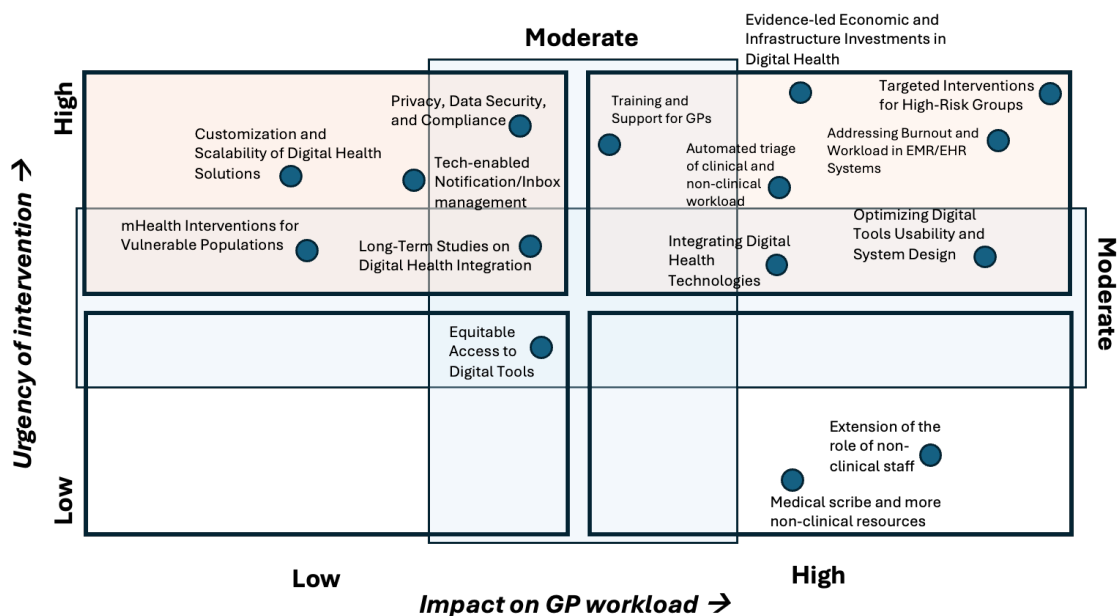 Evidence-led Economic and
Infrastructure Investments in
Digital Health
Moderate
High
Privacy, Data Security,
and Compliance
Customization and
Scalability of Digital Health
Solutions
Tech-enabled
Notification/Inbox
management
mHealth Interventions for
Vulnerable Populations
Long-Term Studies on
Digital Health Integration
Training and
Support for GPs
Targeted Interventions
for High-Risk Groups
Automated triage
of clinical and
non-clinical
workload
Addressing Burnout and
Workload in EMR/EHR
Systems
Integrating Digital
Health
Technologies
Optimizing Digital
Tools Usability and
System Design
Moderate
Urgency of intervention →
Equitable
Access to
Digital Tools
Extension of the
role of non-
clinical staff
Medical scribe and more
non-clinical resources
Low
Low
High
Impact on GP workload →